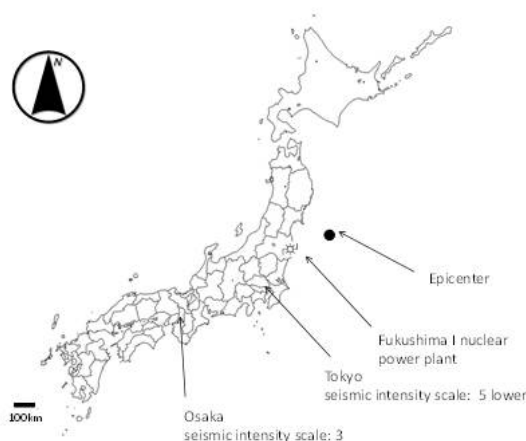 N
Epicenter
Fukushima I nuclear
power plant
Tokyo
seismic intensity scale: 5 lower
100km
Osaka
seismic intensity scale: 3